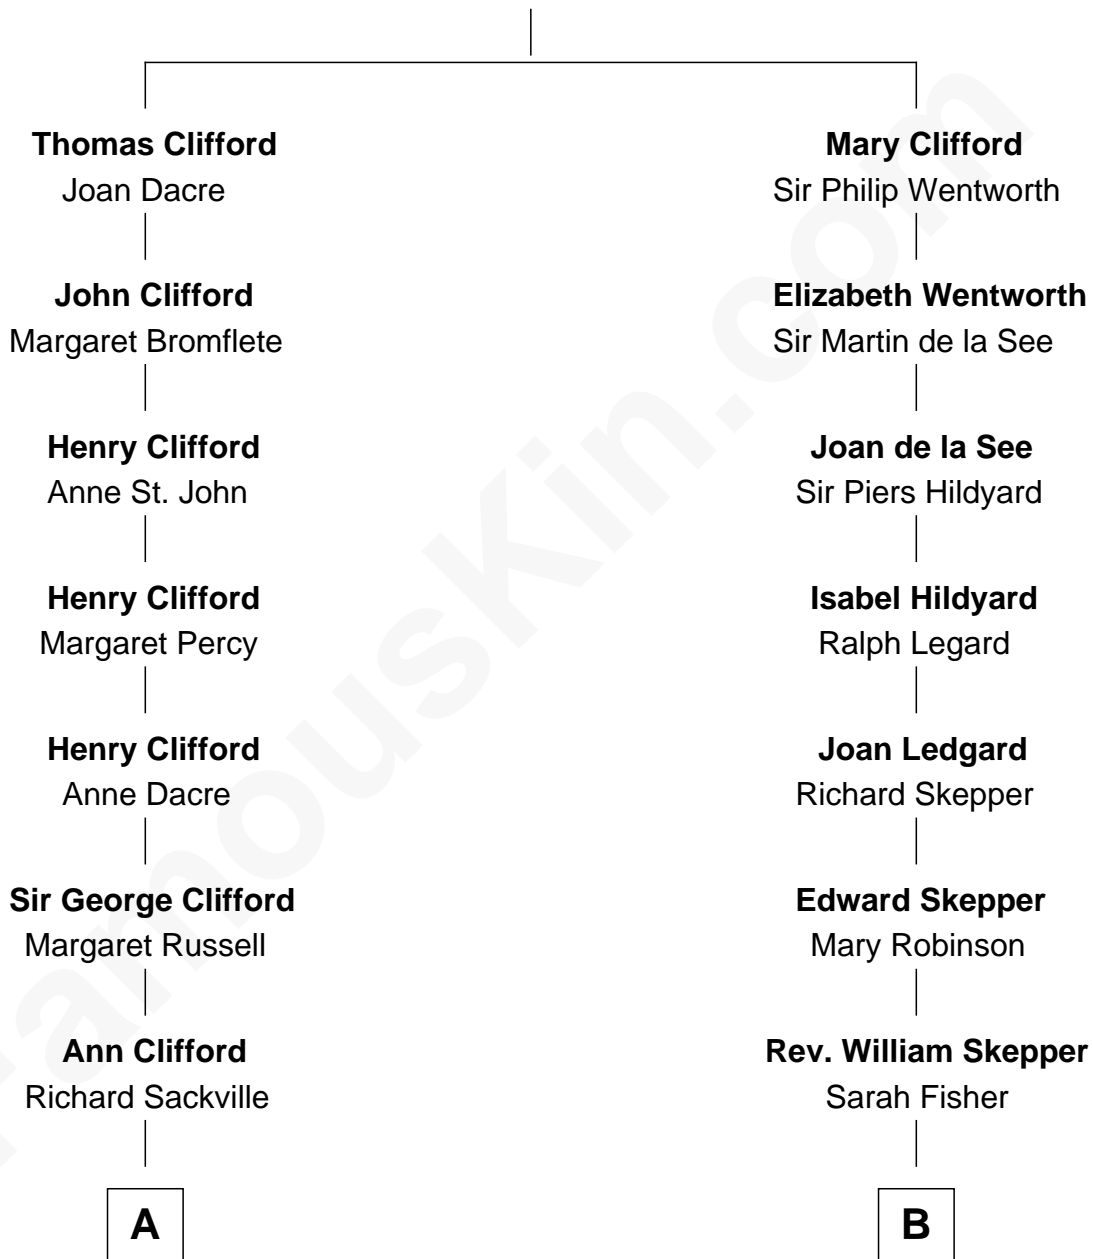 Thomas Clifford
Joan Dacre
John Clifford
Margaret Bromflete
Henry Clifford
Anne St. John
Henry Clifford
Margaret Percy
Henry Clifford
Anne Dacre
Sir George Clifford
Margaret Russell
Ann Clifford
Richard Sackville
A
Mary Clifford
Sir Philip Wentworth
Elizabeth Wentworth
Sir Martin de la See
Joan de la See
Sir Piers Hildyard
Isabel Hildyard
Ralph Legard
Joan Ledgard
Richard Skepper
Edward Skepper
Mary Robinson
Rev. William Skepper
Sarah Fisher
B
FamousKin.com